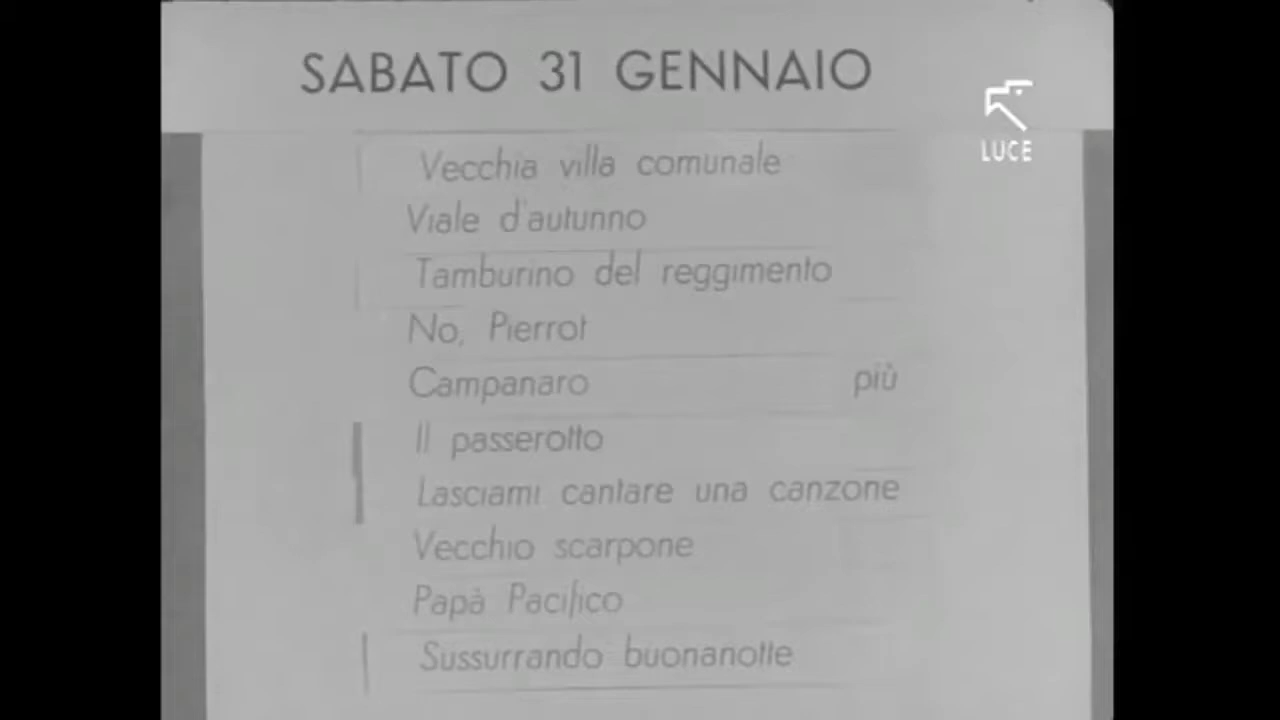 SABATO 31 GENNAIO
LUCE
Vecchia villa comunale
Viale d'autunno
Tamburino del reggimento
No, Pierrot
Campanaro più
Il passerotto
Lasciami cantare una canzone
Vecchio scarpone
Papà Pacifico
Sussurrando buonanotte